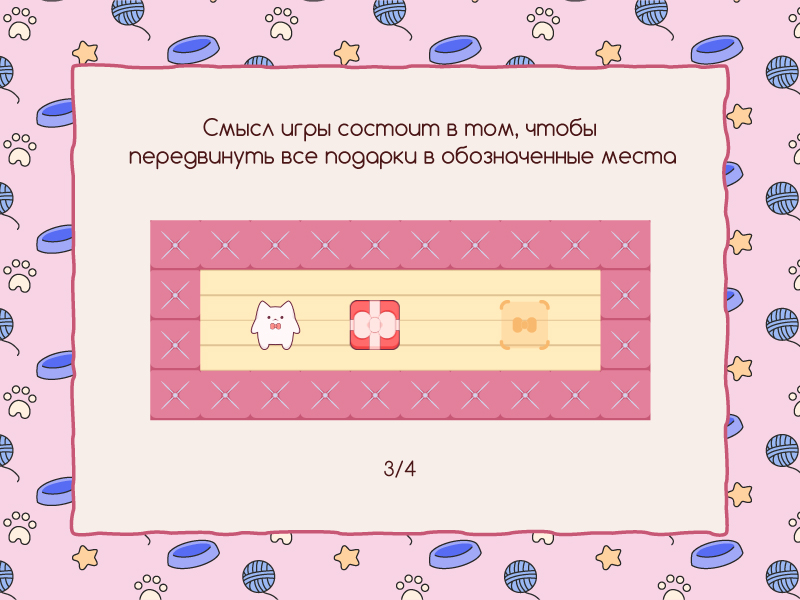 Смысл игры состоит в том, чтобы
передвинуть все подарки в обозначенные места
3/4